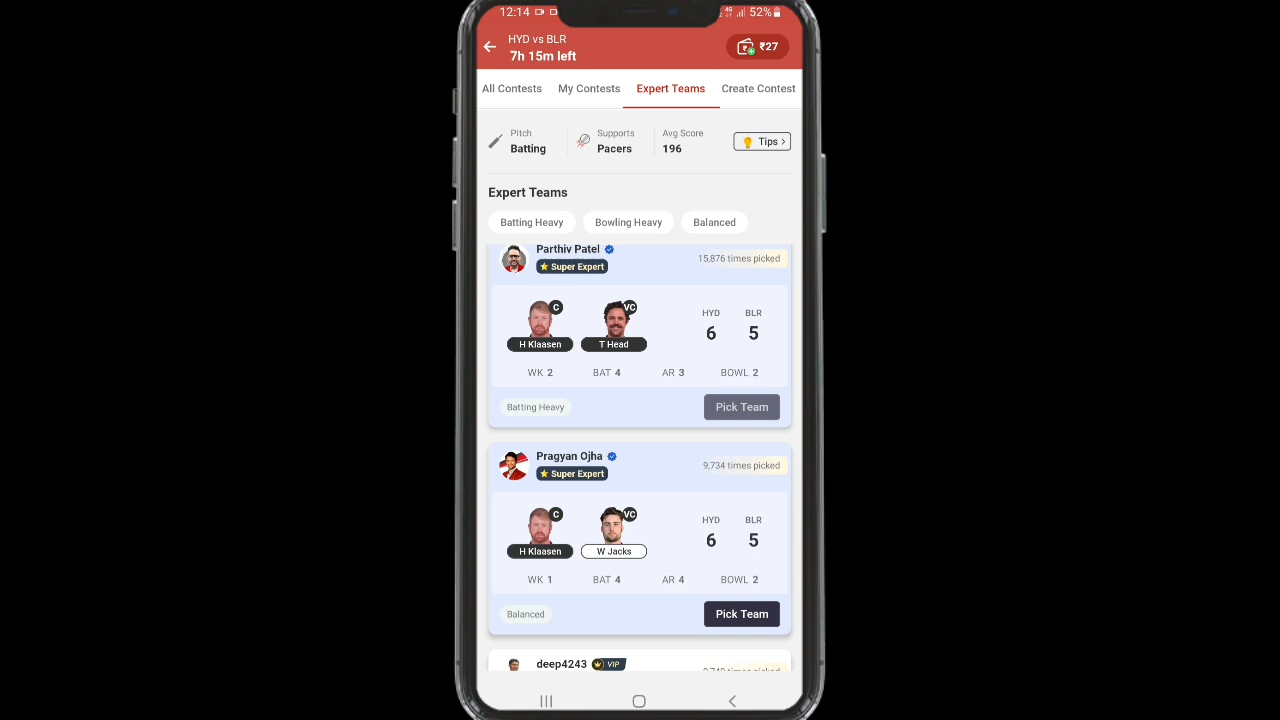 12:14
4G
52%
HYD vs BLR
7h 15m left
₹27
All Contests My Contests Expert Teams Create Contest
Pitch
Batting
Supports
Pacers
Avg Score
196
Tips
Expert Teams
Batting Heavy Bowling Heavy Balanced
Parthiv Patel
Super Expert
15,876 times picked
C
VC
H Klaasen
T Head
HYD BLR
6 5
WK 2 BAT 4 AR 3 BOWL 2
Batting Heavy
Pick Team
Pragyan Ojha
Super Expert
9,734 times picked
C
VC
H Klaasen
W Jacks
HYD BLR
6 5
WK 1 BAT 4 AR 4 BOWL 2
Balanced
Pick Team
deep4243 VIP
times picked